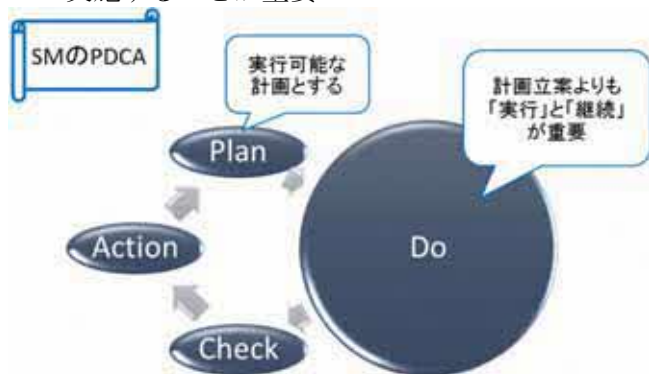 SMのPDCA
実行可能な
計画とする
計画立案よりも
「実行」と「継続」
が重要
Plan
Do
Action
Check